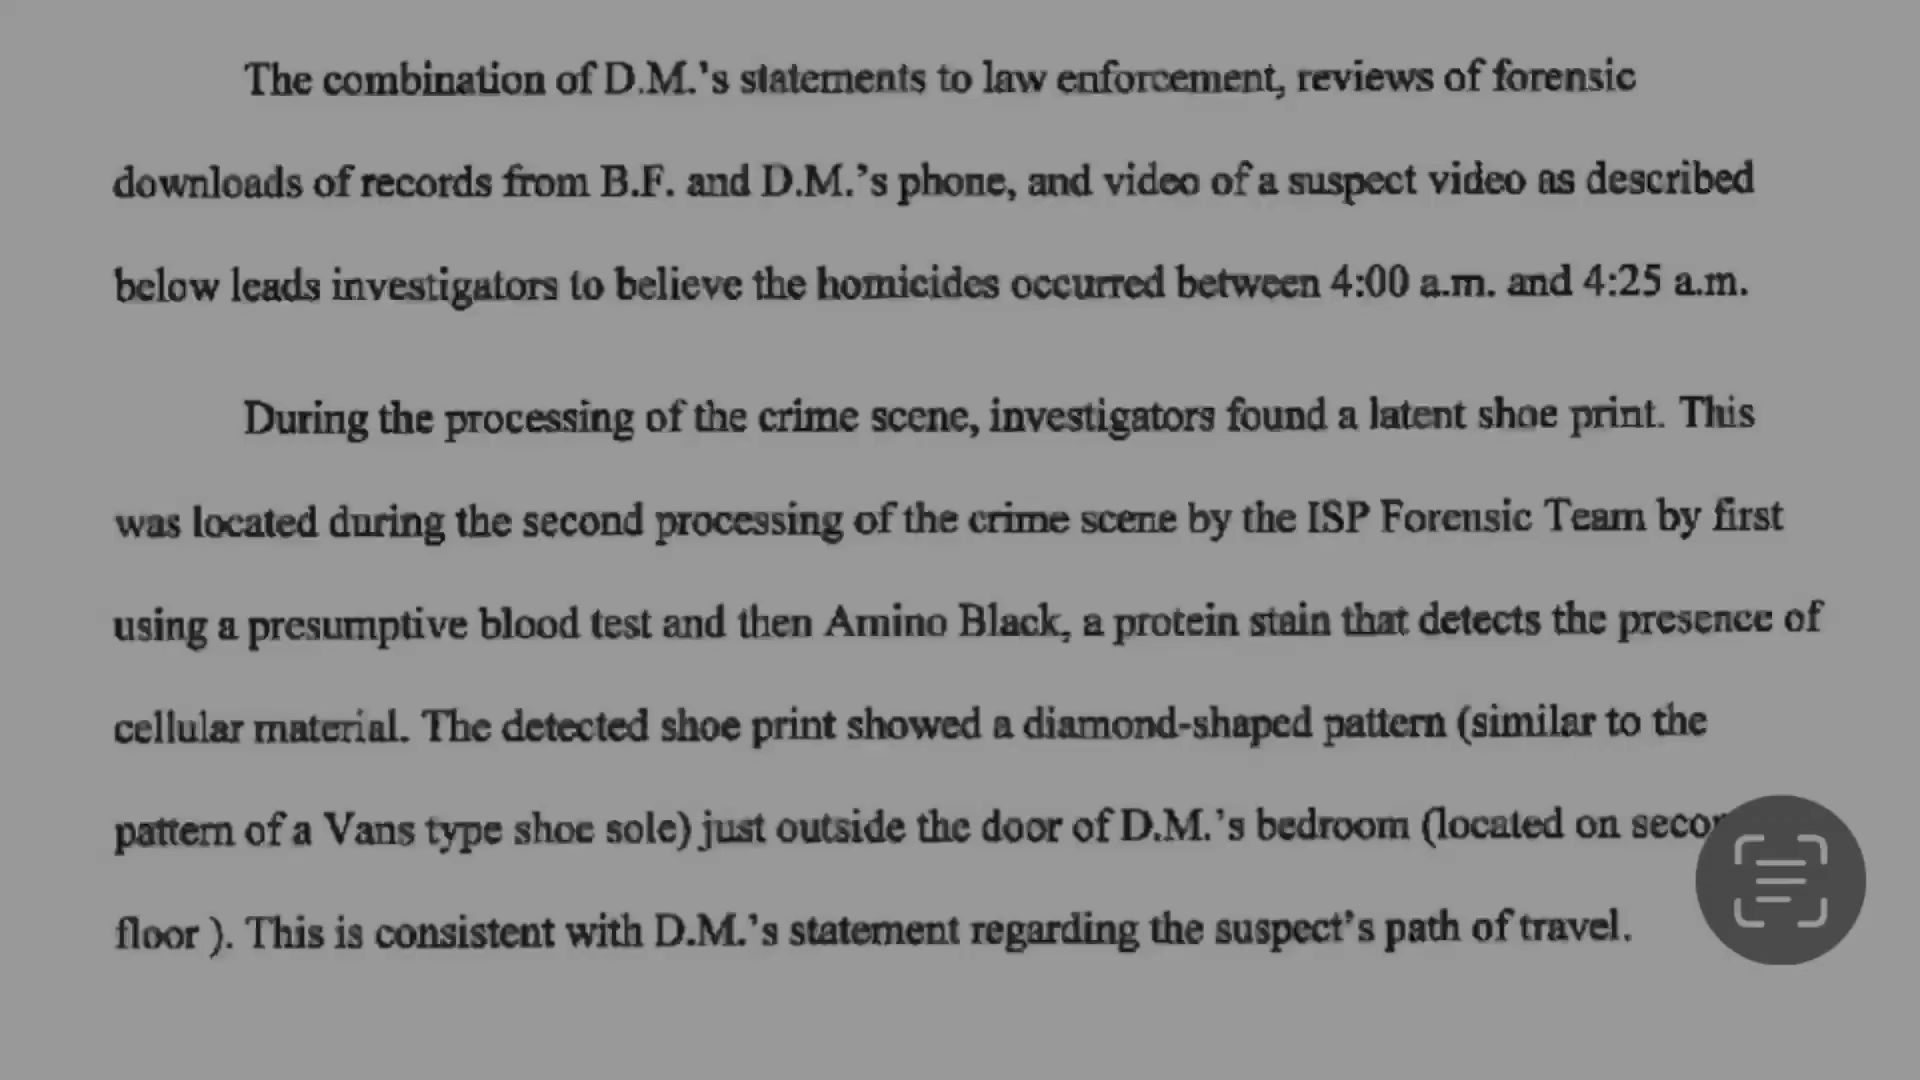 The combination of D.M.'s statements to law enforcement, reviews of forensic
downloads of records from B.F. and D.M.'s phone, and video of a suspect video as described
below leads investigators to believe the homicides occurred between 4:00 a.m. and 4:25 a.m.
During the processing of the crime scene, investigators found a latent shoe print. This
was located during the second processing of the crime scene by the ISP Forensic Team by first
using a presumptive blood test and then Amino Black, a protein stain that detects the presence of
cellular material. The detected shoe print showed a diamond-shaped pattern (similar to the
pattern of a Vans type shoe sole) just outside the door of D.M.'s bedroom (located on
floor ). This is consistent with D.M.'s statement regarding the suspect's path of travel.